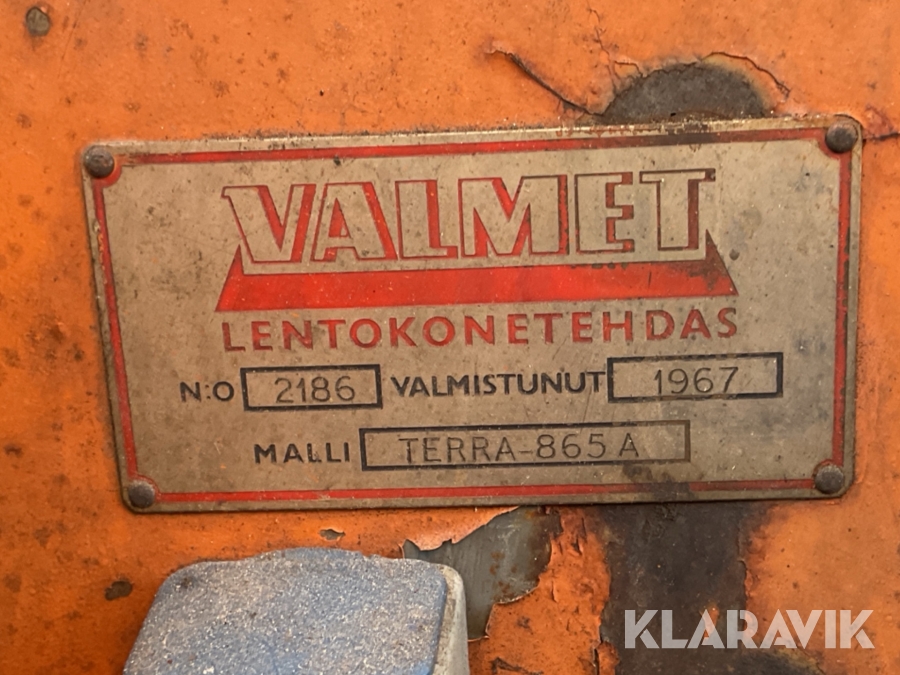 VALMET
LENTOKONETEHDAS
N:O 2186 VALMISTUNUT 1967
MALLI TERRA-865 A
KLARAVIK